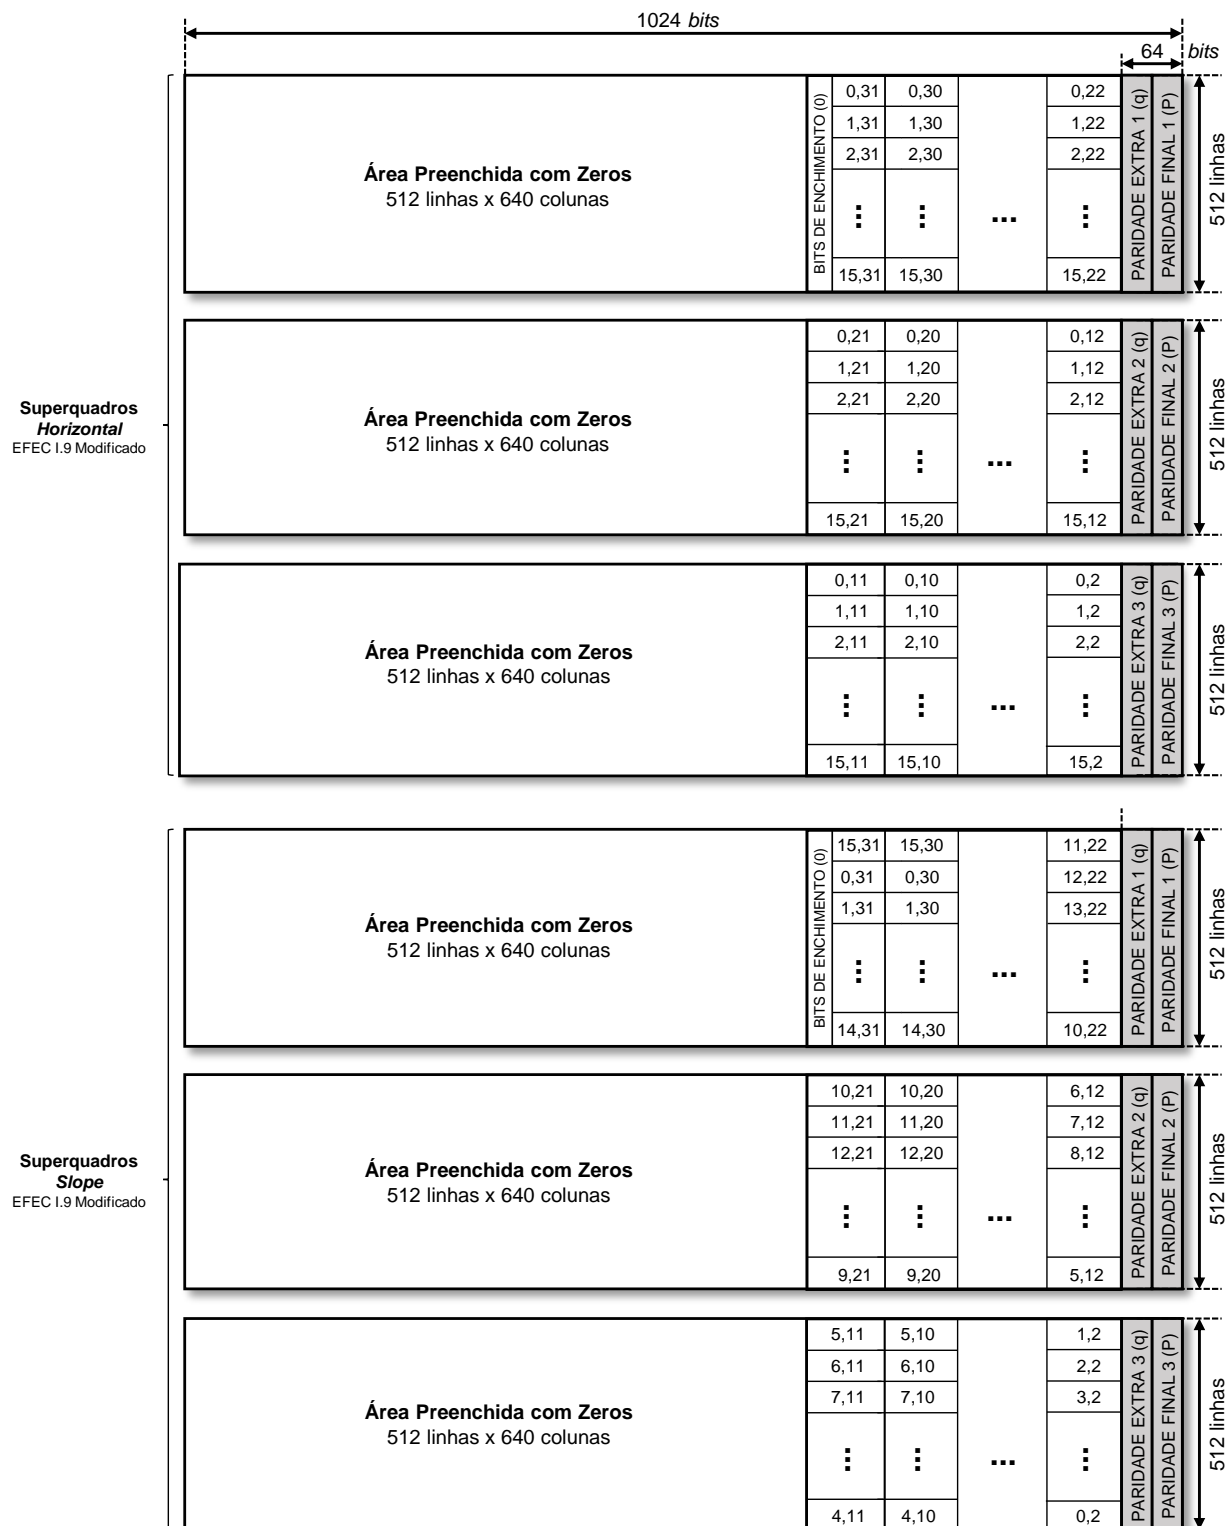 1024 bits
64 bits
BITS DE ENCHIMENTO (0)
0,31 0,30 0,22
1,31 1,30 1,22
2,31 2,30 2,22
Área Preenchida com Zeros
512 linhas x 640 colunas
⋮ ⋮ ... ⋮
15,31 15,30 15,22
PARIDADE EXTRA 1 (q)
PARIDADE FINAL 1 (P)
512 linhas
0,21 0,20 0,12
1,21 1,20 1,12
2,21 2,20 2,12
Superquadros
Horizontal
EFEC I.9 Modificado
Área Preenchida com Zeros
512 linhas x 640 colunas
⋮ ⋮ ... ⋮
15,21 15,20 15,12
PARIDADE EXTRA 2 (q)
PARIDADE FINAL 2 (P)
512 linhas
0,11 0,10 0,2
1,11 1,10 1,2
2,11 2,10 2,2
Área Preenchida com Zeros
512 linhas x 640 colunas
⋮ ⋮ ... ⋮
15,11 15,10 15,2
PARIDADE EXTRA 3 (q)
PARIDADE FINAL 3 (P)
512 linhas
BITS DE ENCHIMENTO (0)
15,31 15,30 11,22
0,31 0,30 12,22
1,31 1,30 13,22
Área Preenchida com Zeros
512 linhas x 640 colunas
⋮ ⋮ ... ⋮
14,31 14,30 10,22
PARIDADE EXTRA 1 (q)
PARIDADE FINAL 1 (P)
512 linhas
10,21 10,20 6,12
11,21 11,20 7,12
12,21 12,20 8,12
Superquadros
Slope
EFEC I.9 Modificado
Área Preenchida com Zeros
512 linhas x 640 colunas
⋮ ⋮ ... ⋮
9,21 9,20 5,12
PARIDADE EXTRA 2 (q)
PARIDADE FINAL 2 (P)
512 linhas
5,11 5,10 1,2
6,11 6,10 2,2
7,11 7,10 3,2
Área Preenchida com Zeros
512 linhas x 640 colunas
⋮ ⋮ ... ⋮
4,11 4,10 0,2
PARIDADE EXTRA 3 (q)
PARIDADE FINAL 3 (P)
512 linhas